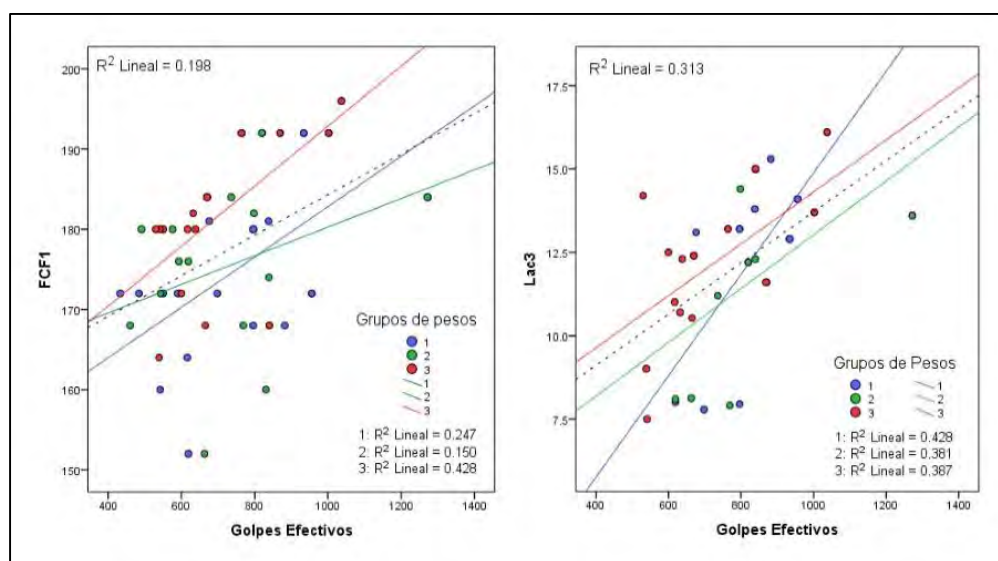 R² Lineal = 0.198
200
190
180
170
160
150
FCF1
400
600
800
1000
1200
1400
Golpes Efectivos
Grupos de pesos
1
2
3
1
2
3
1: R² Lineal = 0.247
2: R² Lineal = 0.150
3: R² Lineal = 0.428
R² Lineal = 0.313
17.5
15.0
12.5
10.0
7.5
Lac3
400
600
800
1000
1200
1400
Golpes Efectivos
Grupos de Pesos
1 1
2 2
3 3
1: R² Lineal = 0.428
2: R² Lineal = 0.381
3: R² Lineal = 0.387